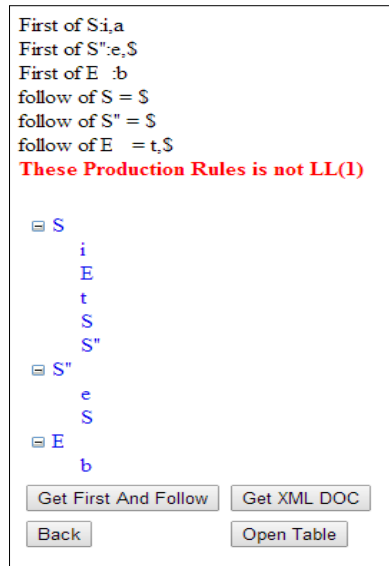 First of S:i,a
First of S":e,$
First of E :b
follow of S = $
follow of S" = $
follow of E = t,$
These Production Rules is not LL(1)
S
i
E
t
S
S"
S"
e
S
E
b
Get First And Follow Get XML DOC
Back Open Table